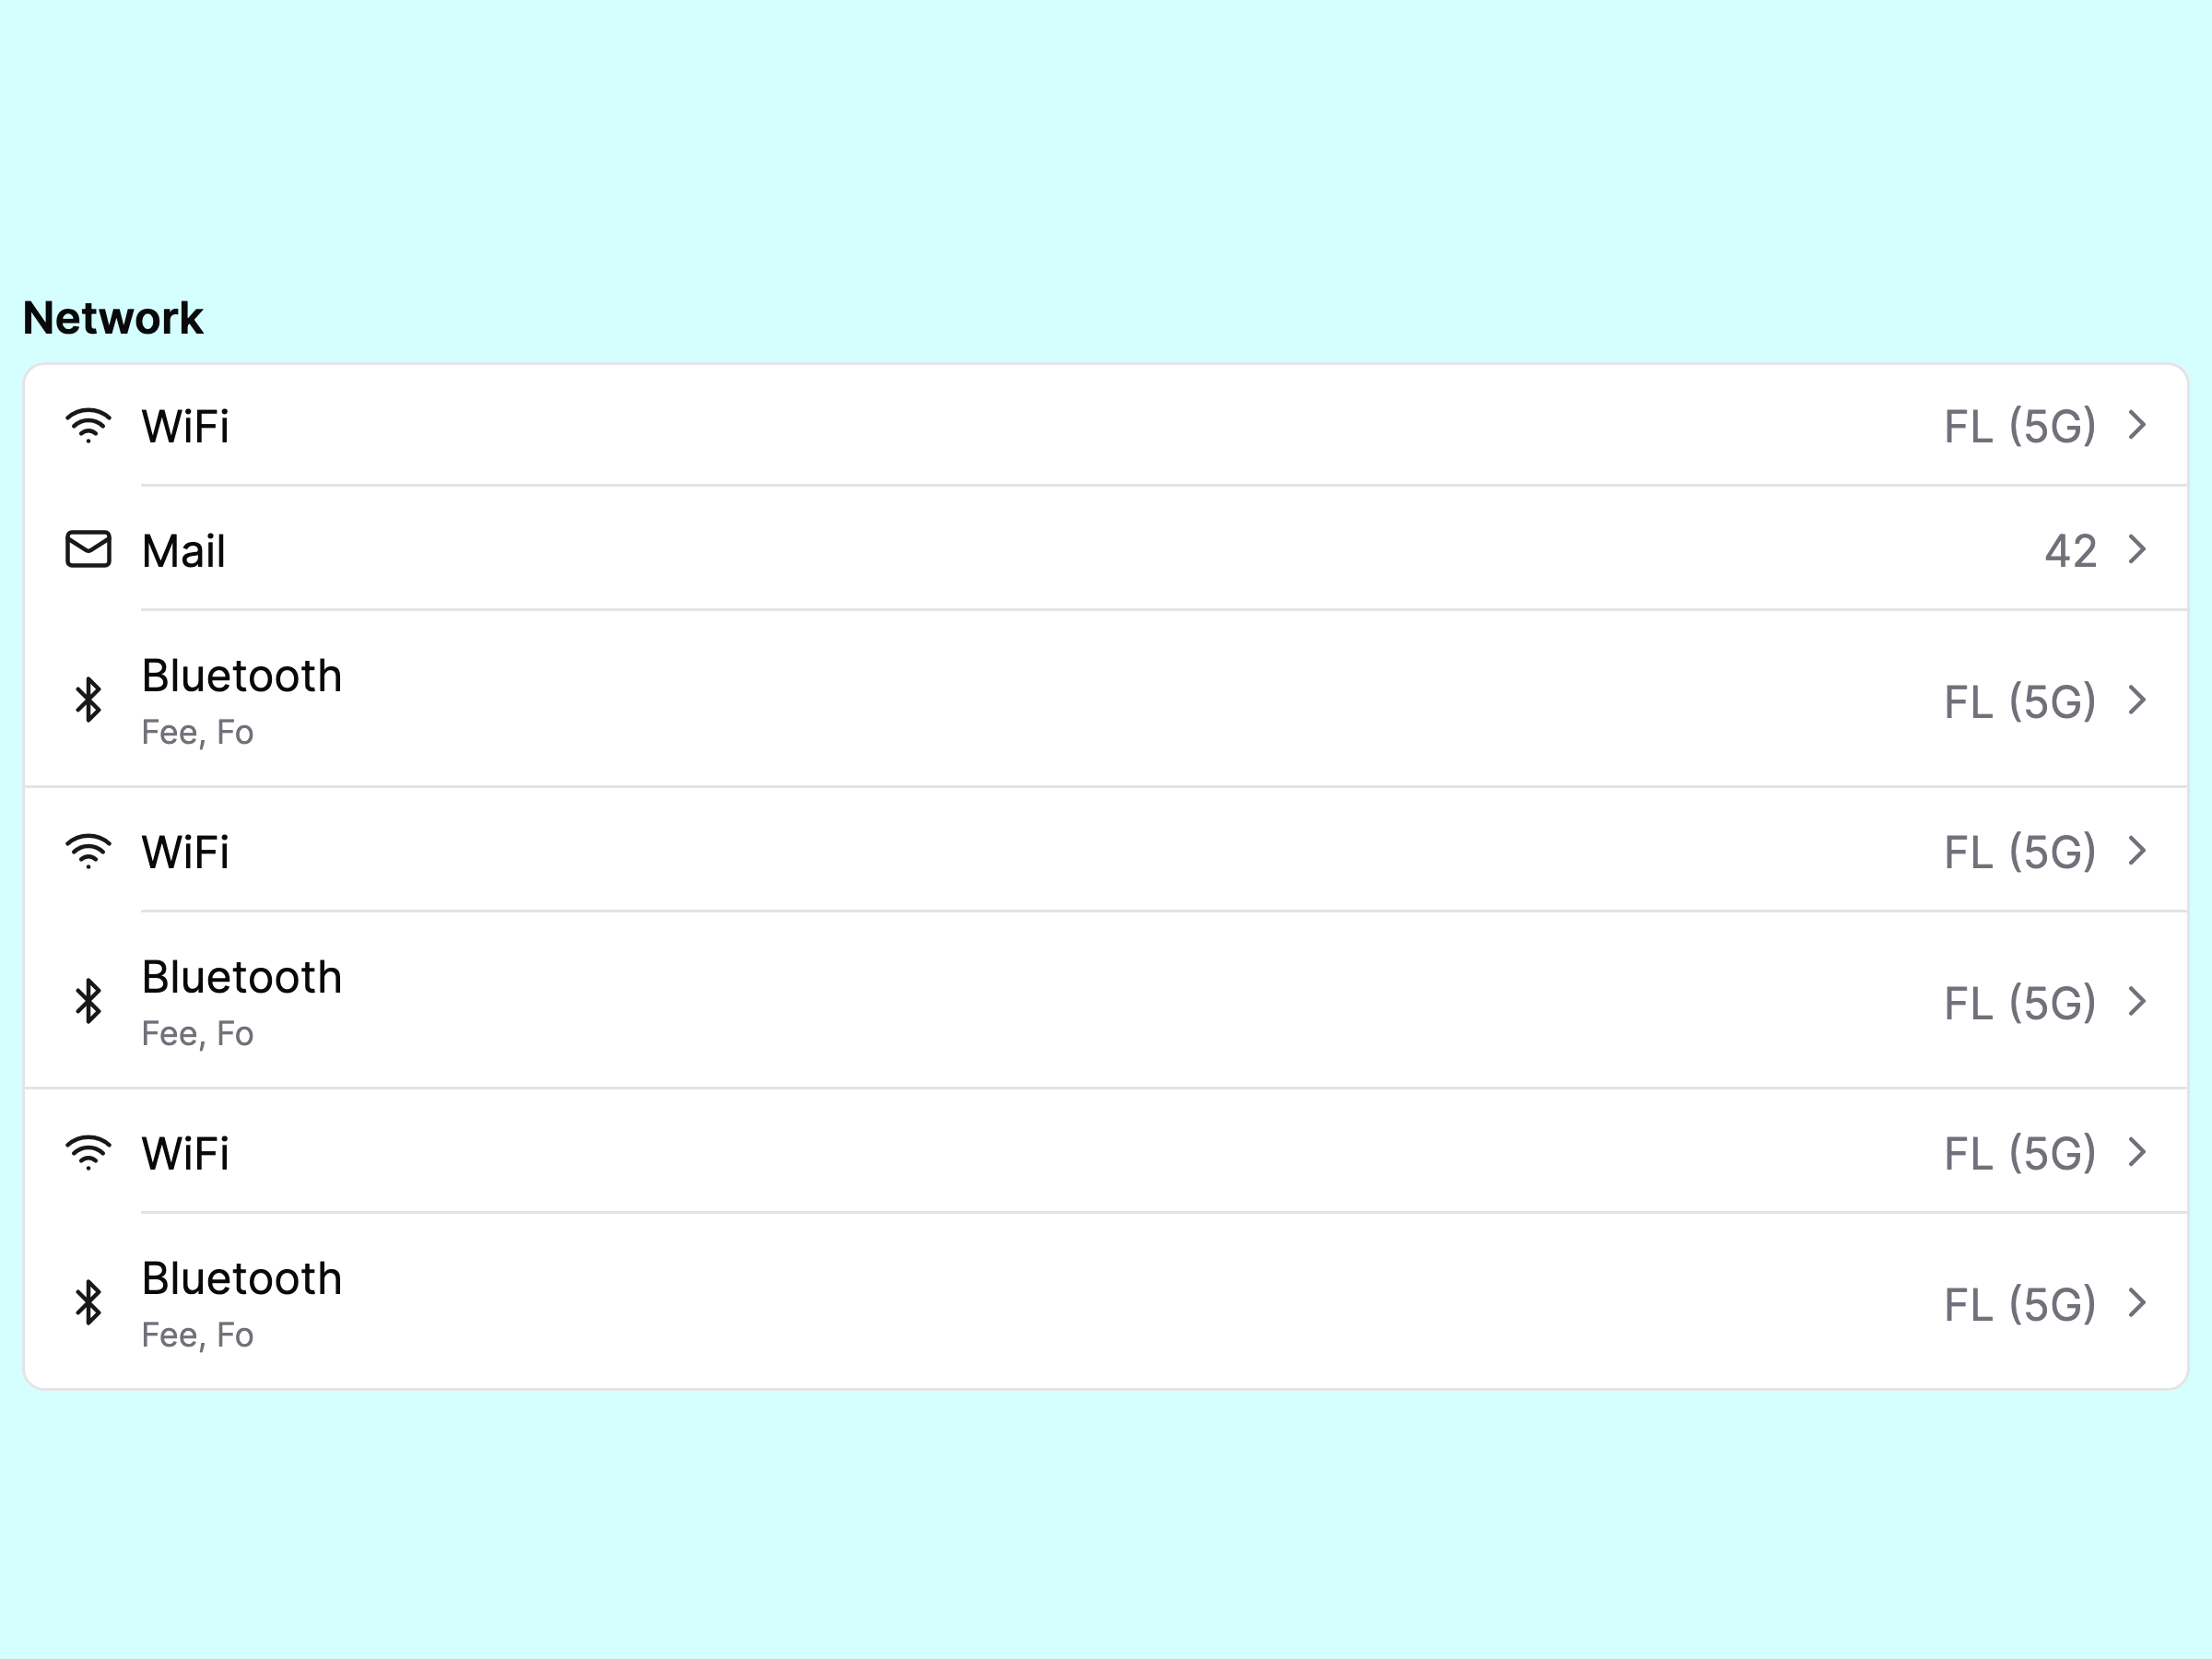 Network
WiFi FL (5G)
Mail 42
Bluetooth
Fee, Fo
FL (5G)
WiFi FL (5G)
Bluetooth
Fee, Fo
FL (5G)
WiFi FL (5G)
Bluetooth
Fee, Fo
FL (5G)